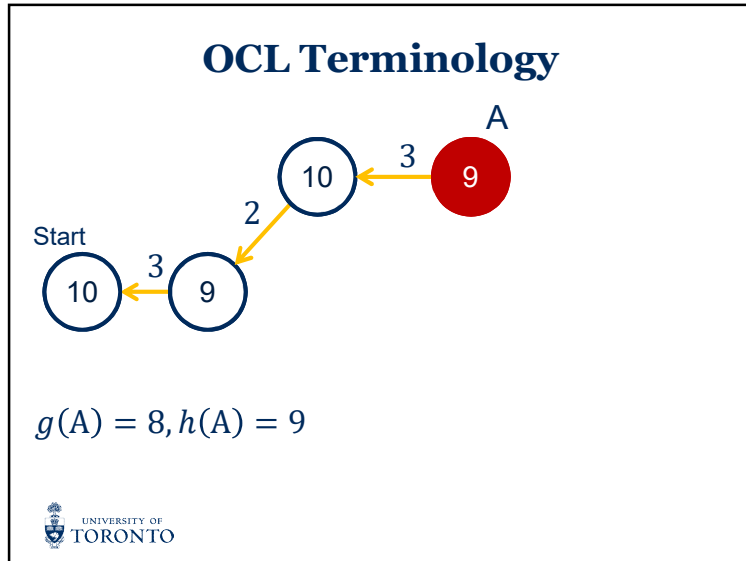 OCL Terminology
A
10
3
9
2
Start
10
3
9
g(A) = 8, h(A) = 9
UNIVERSITY OF
TORONTO